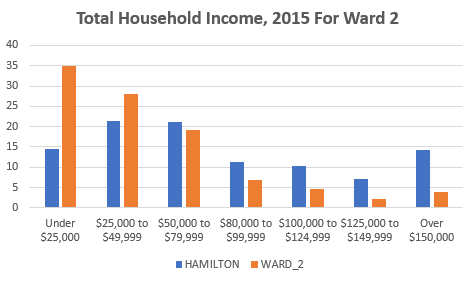 Total Household Income, 2015 For Ward 2
40
35
30
25
20
15
10
5
0
Under
$25,000
$25,000 to
$49,999
$50,000 to
$79,999
$80,000 to
$99,999
$100,000 to
$124,999
$125,000 to
$149,999
Over
$150,000
HAMILTON WARD_2